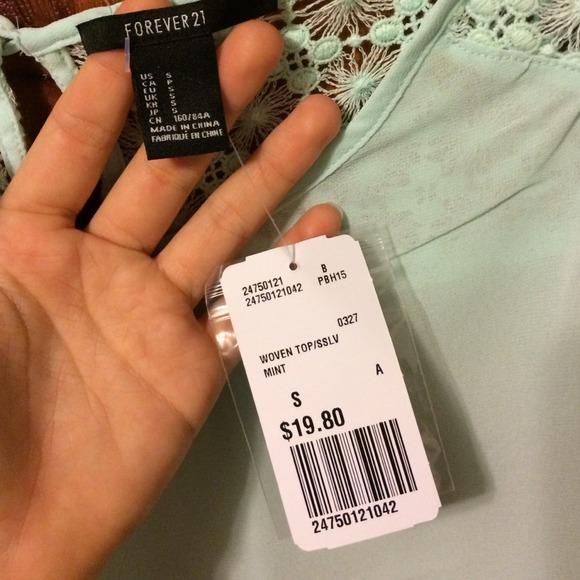 FOREVER 21
US S
CA P
EU S
UK S
KR S
JP S
CN 160/84A
MADE IN CHINA
FABRIQUÉ EN CHINE
24750121 B
24750121042 PBH15
0327
WOVEN TOP/SSLV
MINT
S A
$19.80
24750121042